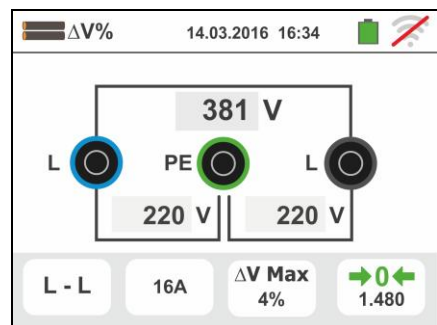 ΔV% 14.03.2016 16:34
381 V
L PE L
220 V 220 V
L - L 16A ΔV Max 4% 0 1.480